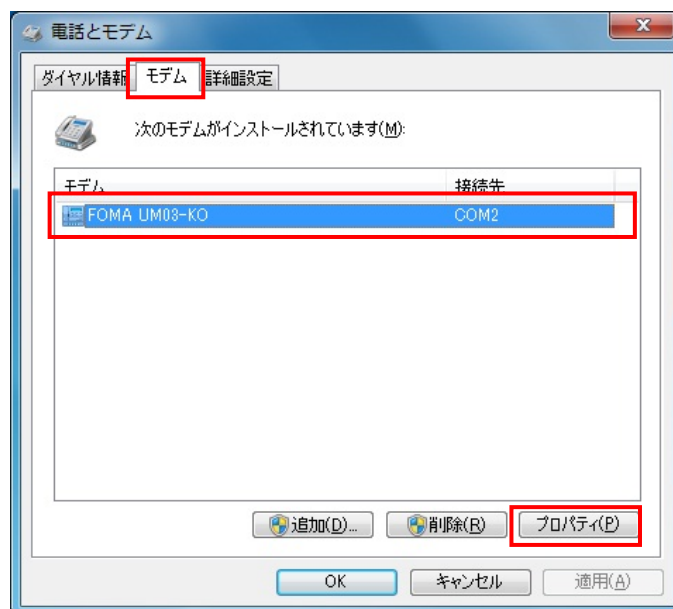 電話とモデム
ダイヤル情報 モデム 詳細設定
次のモデムがインストールされています(M):
モデム 接続先
FOMA UM03-KO COM2
追加(D)... 削除(R) プロパティ(P)
OK キャンセル 適用(A)